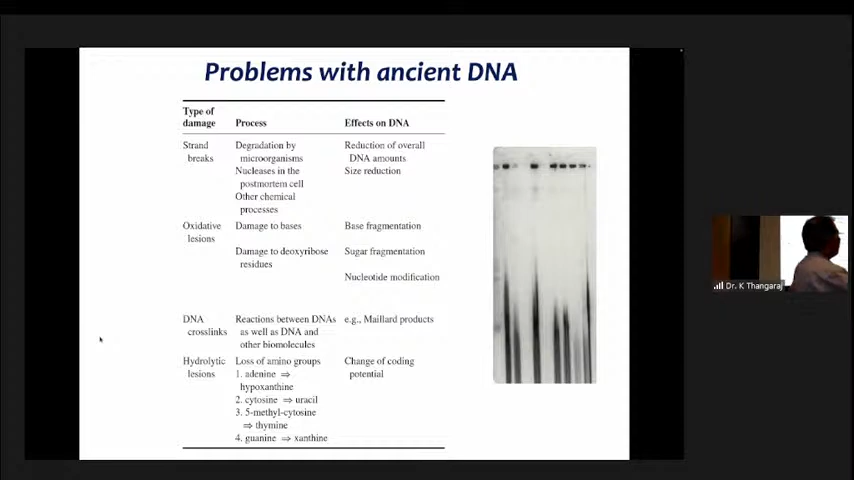 Problems with ancient DNA
Type of
damage
Process
Effects on DNA
Strand
breaks
Degradation by
microorganisms
Nucleases in the
postmortem cell
Other chemical
processes
Reduction of overall
DNA amounts
Size reduction
Oxidative
lesions
Damage to bases
Base fragmentation
Damage to deoxyribose
residues
Sugar fragmentation
Nucleotide modification
DNA
crosslinks
Reactions between DNAs
as well as DNA and
other biomolecules
e.g., Maillard products
Hydrolytic
lesions
Loss of amino groups
1. adenine ⇒
hypoxanthine
2. cytosine ⇒ uracil
3. 5-methyl-cytosine
⇒ thymine
4. guanine ⇒ xanthine
Change of coding
potential
Dr. K Thangaraj